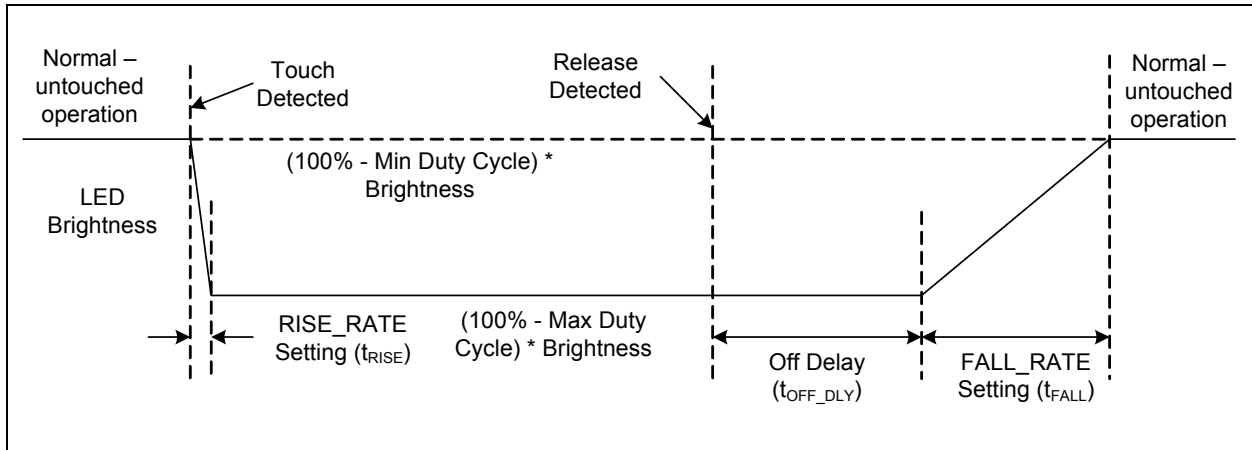 Normal –
untouched
operation
Touch
Detected
Release
Detected
Normal –
untouched
operation
(100% - Min Duty Cycle) *
Brightness
LED
Brightness
RISE_RATE
Setting (tRISE)
(100% - Max Duty
Cycle) * Brightness
Off Delay
(tOFF_DLY)
FALL_RATE
Setting (tFALL)